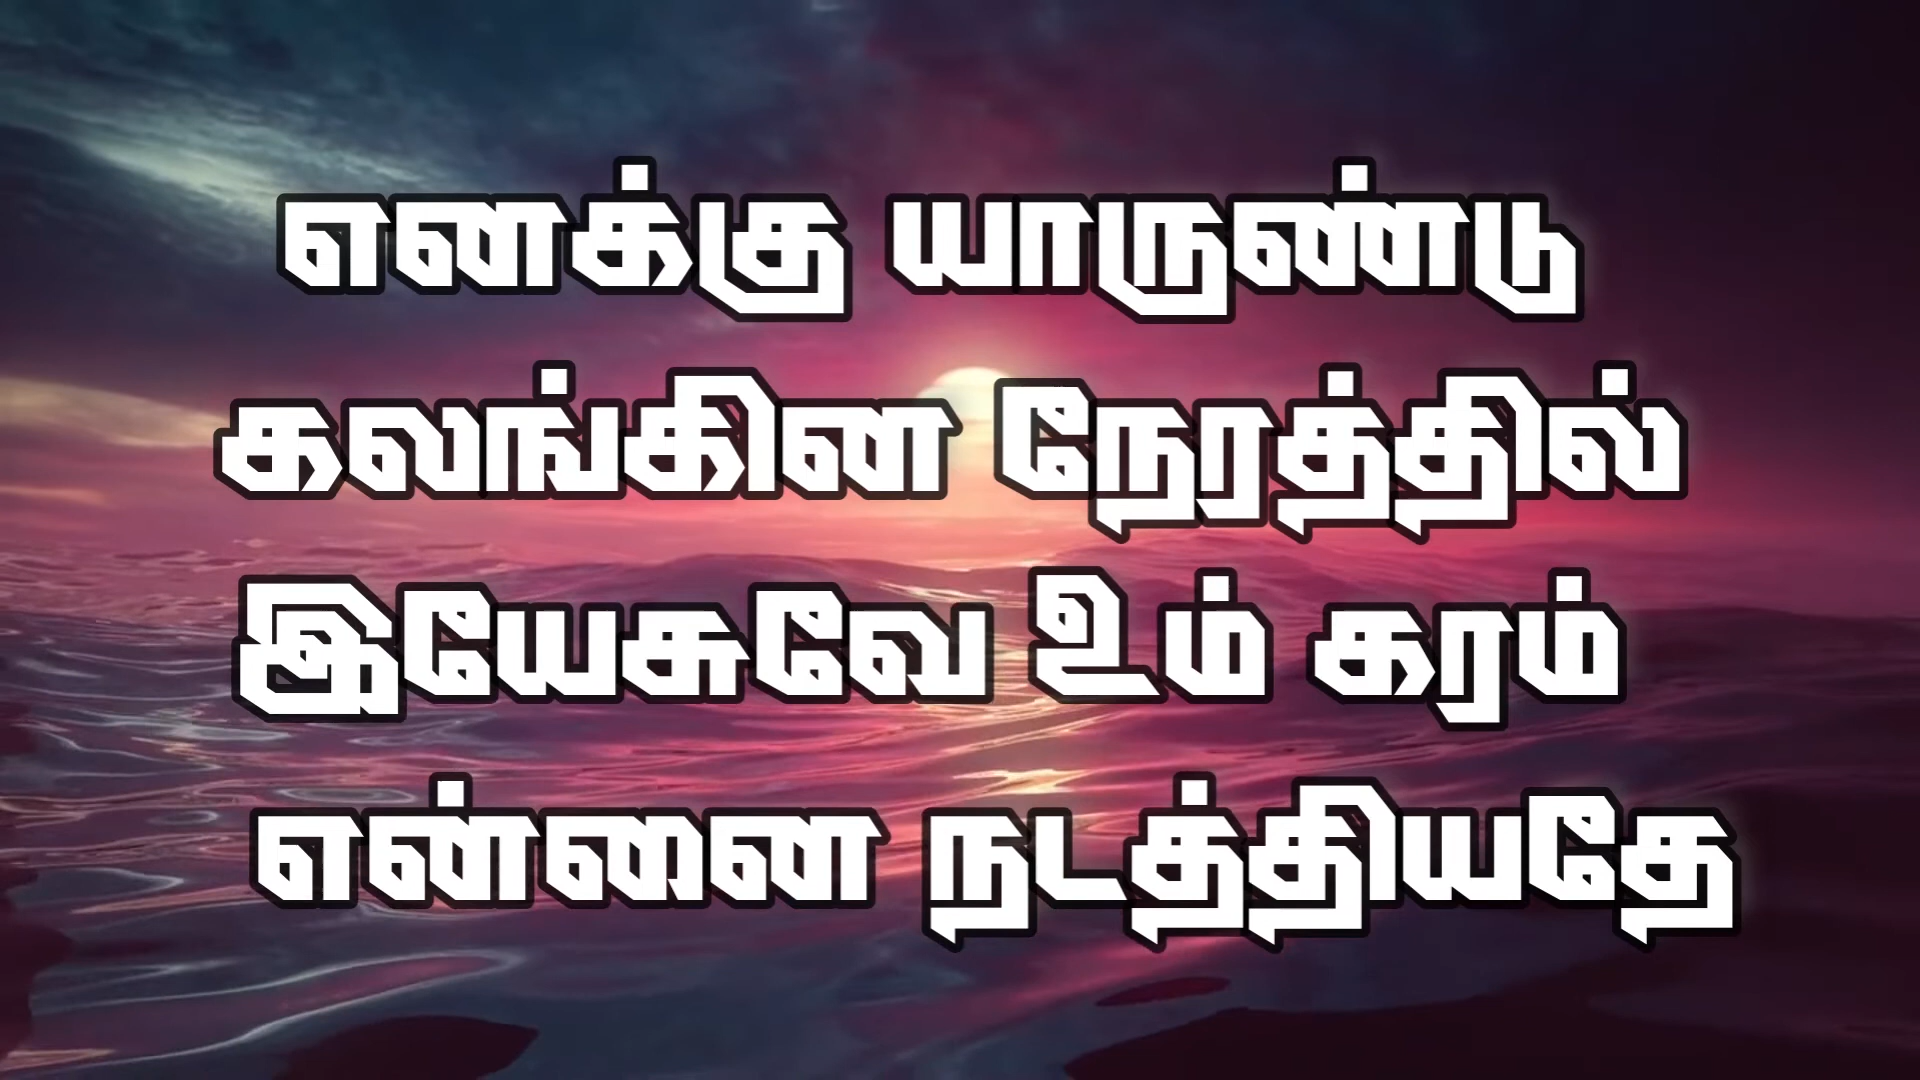 எனக்கு யாருண்டு
கலங்கின நேரத்தில்
இயேசுவே உம் கரம்
என்னை நடத்தியதே